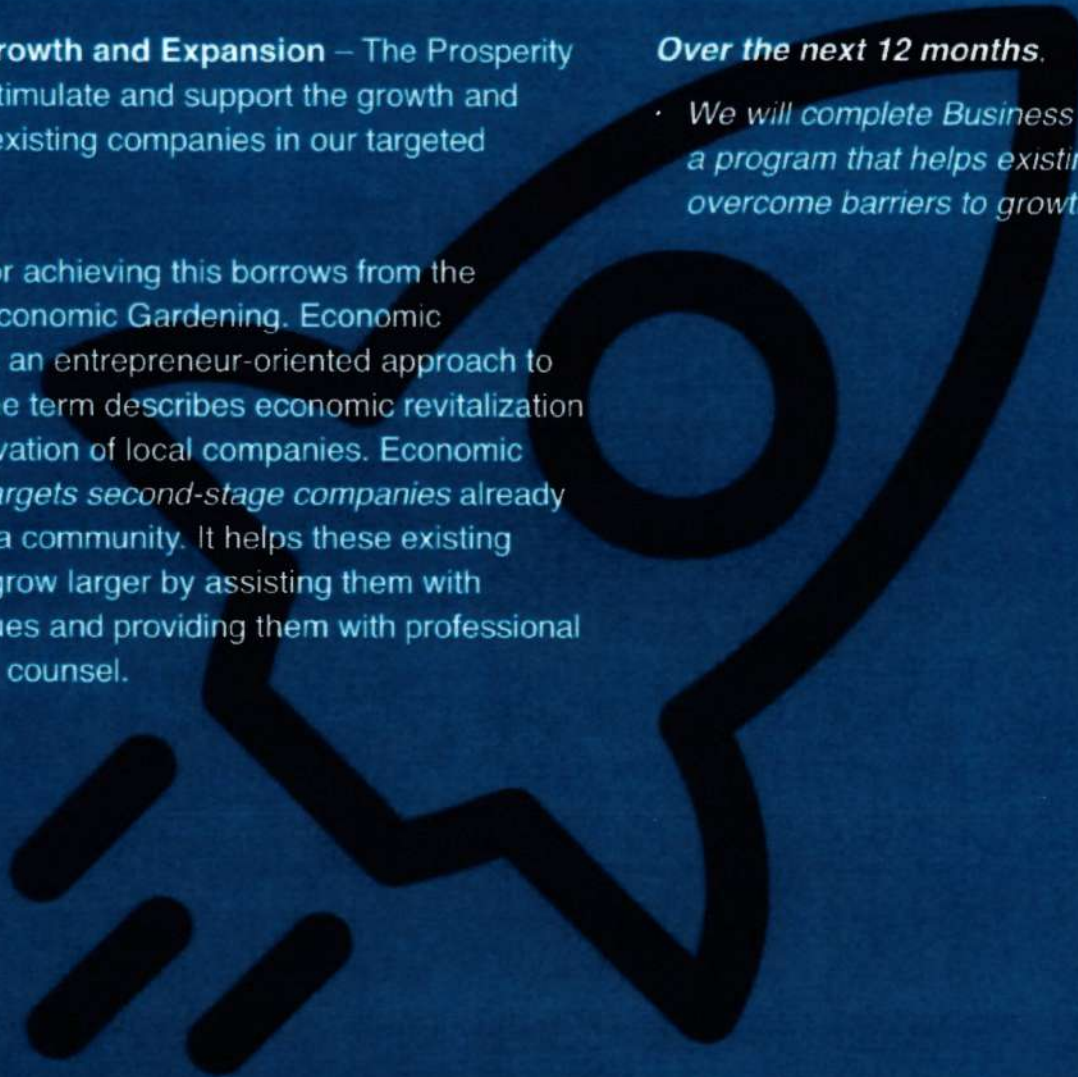 rowth and Expansion – The Prosperity
timulate and support the growth and
existing companies in our targeted
r achieving this borrows from the
conomic Gardening. Economic
an entrepreneur-oriented approach to
e term describes economic revitalization
vation of local companies. Economic
argets second-stage companies already
a community. It helps these existing
grow larger by assisting them with
ues and providing them with professional
counsel.
Over the next 12 months.
· We will complete Business
a program that helps existin
overcome barriers to growt